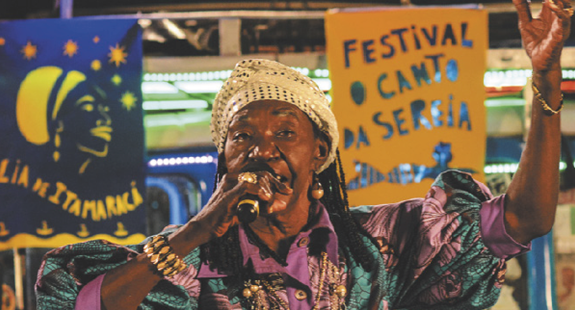 LIA DE ITAMARACÁ
FESTIVAL
O CANTO
DA SEREIA